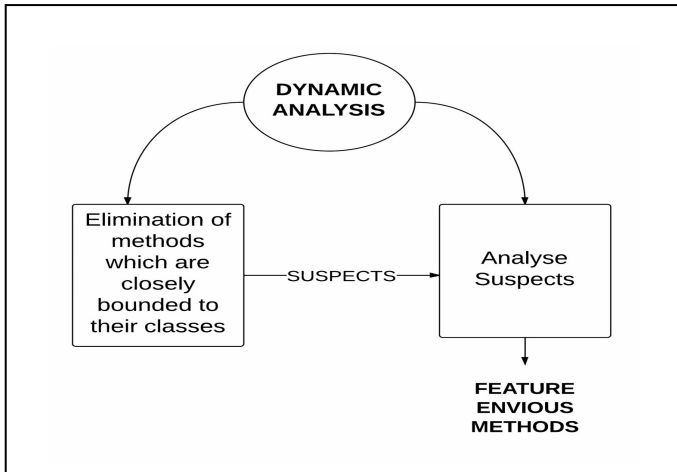 DYNAMIC
ANALYSIS
Elimination of
methods
which are
closely
bounded to
their classes
SUSPECTS
Analyse
Suspects
FEATURE
ENVIOUS
METHODS